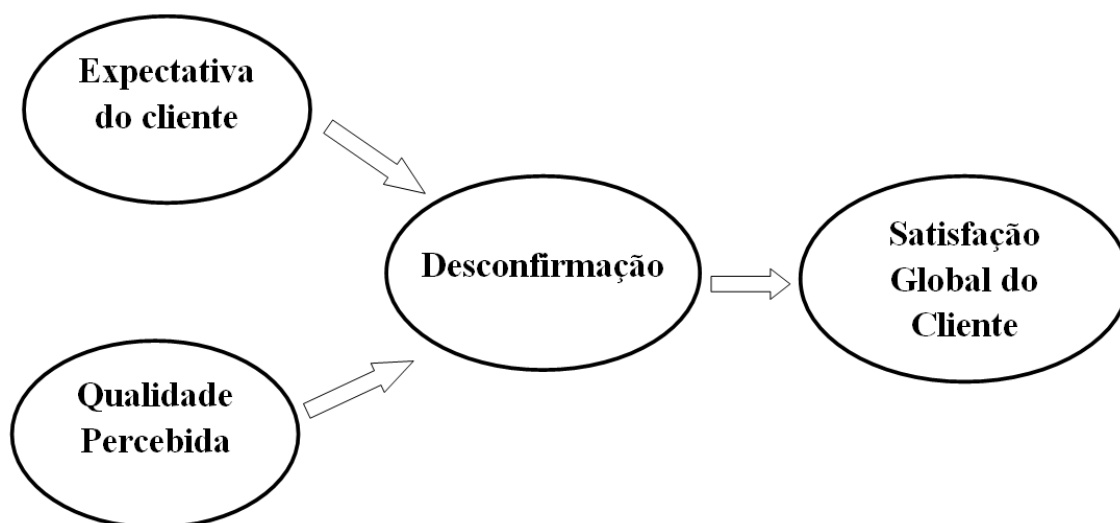 Expectativa
do cliente
Qualidade
Percebida
Desconfirmação
Satisfação
Global do
Cliente